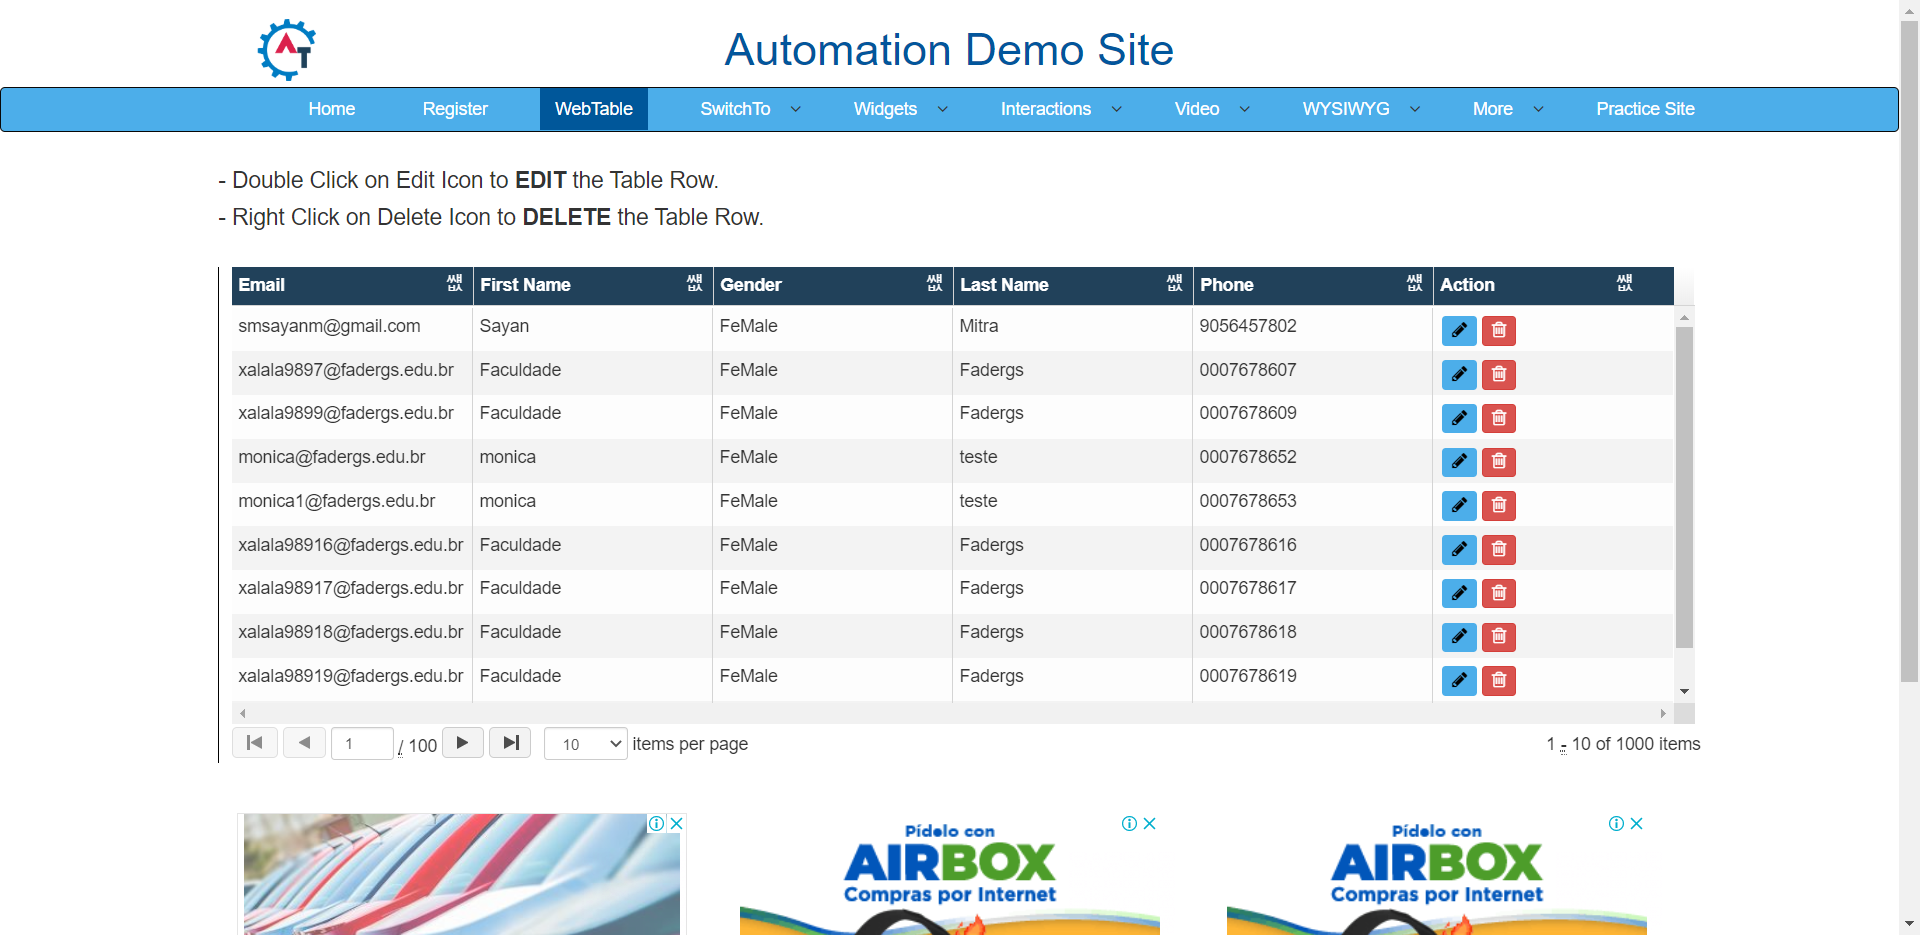 AT
Automation Demo Site
Home Register WebTable SwitchTo Widgets Interactions Video WYSIWYG More Practice Site
- Double Click on Edit Icon to EDIT the Table Row.
- Right Click on Delete Icon to DELETE the Table Row.
Email First Name Gender Last Name Phone Action
smsayanm@gmail.com Sayan FeMale Mitra 9056457802
xalala9897@fadergs.edu.br Faculdade FeMale Fadergs 0007678607
xalala9899@fadergs.edu.br Faculdade FeMale Fadergs 0007678609
monica@fadergs.edu.br monica FeMale teste 0007678652
monica1@fadergs.edu.br monica FeMale teste 0007678653
xalala98916@fadergs.edu.br Faculdade FeMale Fadergs 0007678616
xalala98917@fadergs.edu.br Faculdade FeMale Fadergs 0007678617
xalala98918@fadergs.edu.br Faculdade FeMale Fadergs 0007678618
xalala98919@fadergs.edu.br Faculdade FeMale Fadergs 0007678619
1 / 100 10 items per page 1 - 10 of 1000 items
Pídelo con
AIRBOX
Compras por Internet
Pídelo con
AIRBOX
Compras por Internet